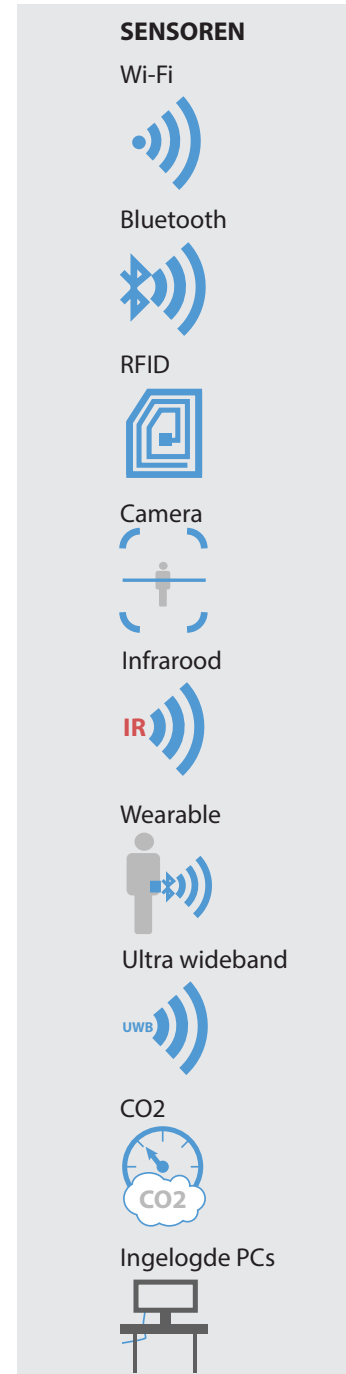 SENSOREN
Wi-Fi
Bluetooth
RFID
Camera
Infrarood
IR
Wearable
Ultra wideband
UWB
CO2
CO2
Ingelogde PCs